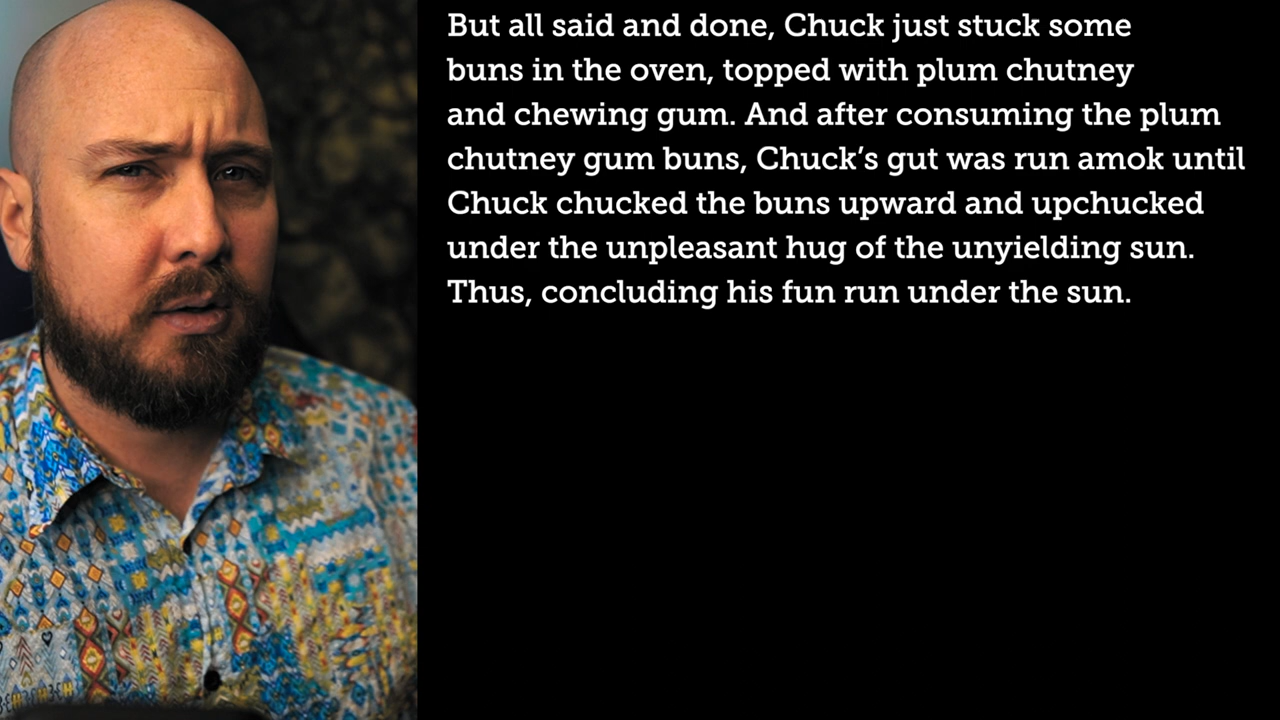 But all said and done, Chuck just stuck some
buns in the oven, topped with plum chutney
and chewing gum. And after consuming the plum
chutney gum buns, Chuck’s gut was run amok until
Chuck chucked the buns upward and upchucked
under the unpleasant hug of the unyielding sun.
Thus, concluding his fun run under the sun.